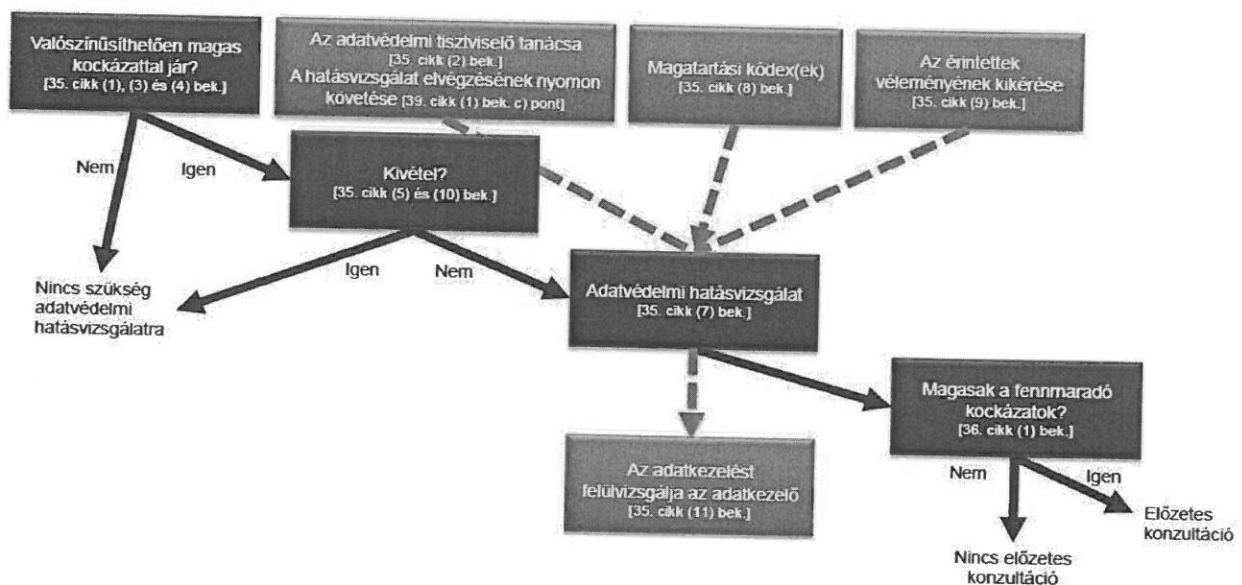 Valószínűsíthetően magas
kockázattal jár?
[35. cikk (1), (3) és (4) bek.]
Az adatvédelmi tisztviselő tanácsa
[35. cikk (2) bek.]
A hatásvizsgálat elvégzésének nyomon
követése [39. cikk (1) bek. c) pont]
Magatartási kódex(ek)
[35. cikk (8) bek.]
Az érintettek
véleményének kikérése
[35. cikk (9) bek.]
Nem
Igen
Kivétel?
[35. cikk (5) és (10) bek.]
Igen
Nem
Nincs szükség
adatvédelmi
hatásvizsgálatra
Adatvédelmi hatásvizsgálat
[35. cikk (7) bek.]
Magasak a fennmaradó
kockázatok?
[36. cikk (1) bek.]
Az adatkezelést
felülvizsgálja az adatkezelő
[35. cikk (11) bek.]
Nem
Igen
Előzetes
konzultáció
Nincs előzetes
konzultáció